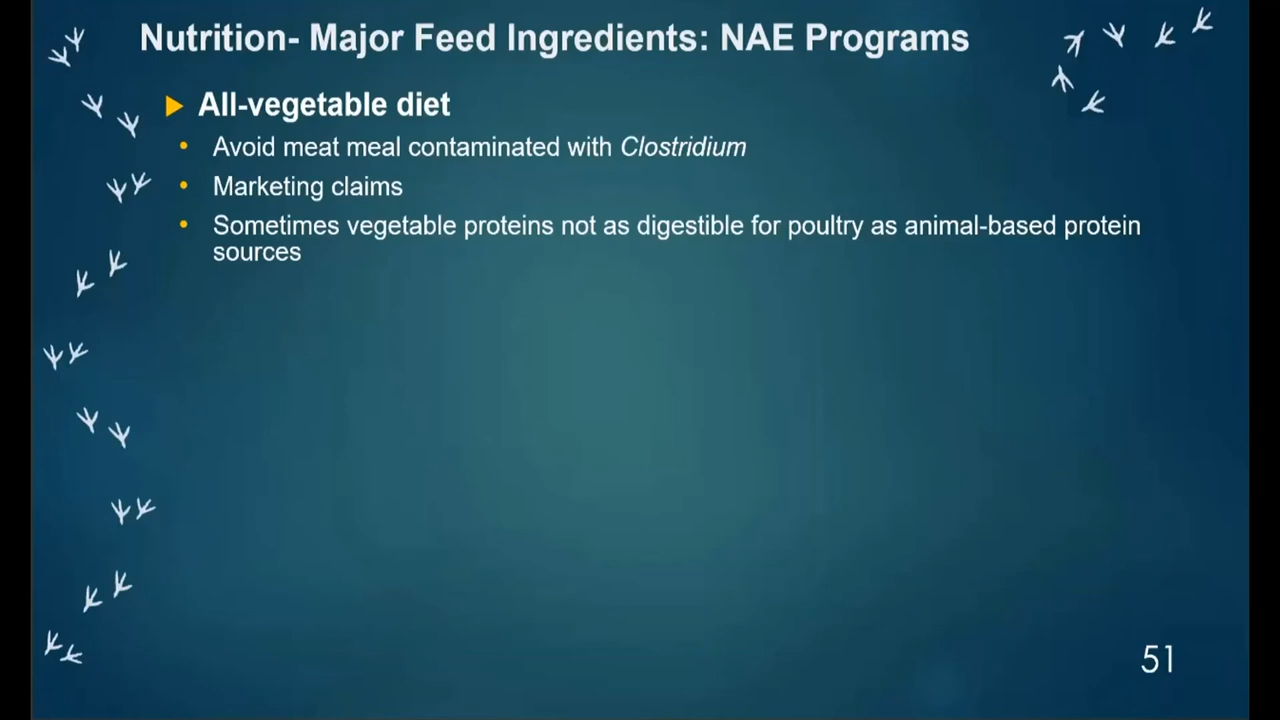 Nutrition- Major Feed Ingredients: NAE Programs
All-vegetable diet
Avoid meat meal contaminated with Clostridium
Marketing claims
Sometimes vegetable proteins not as digestible for poultry as animal-based protein
sources
51